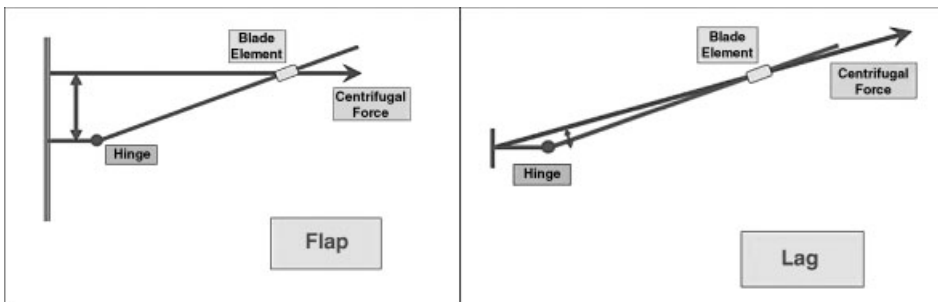 Blade
Element
Centrifugal
Force
Hinge
Flap
Blade
Element
Centrifugal
Force
Hinge
Lag